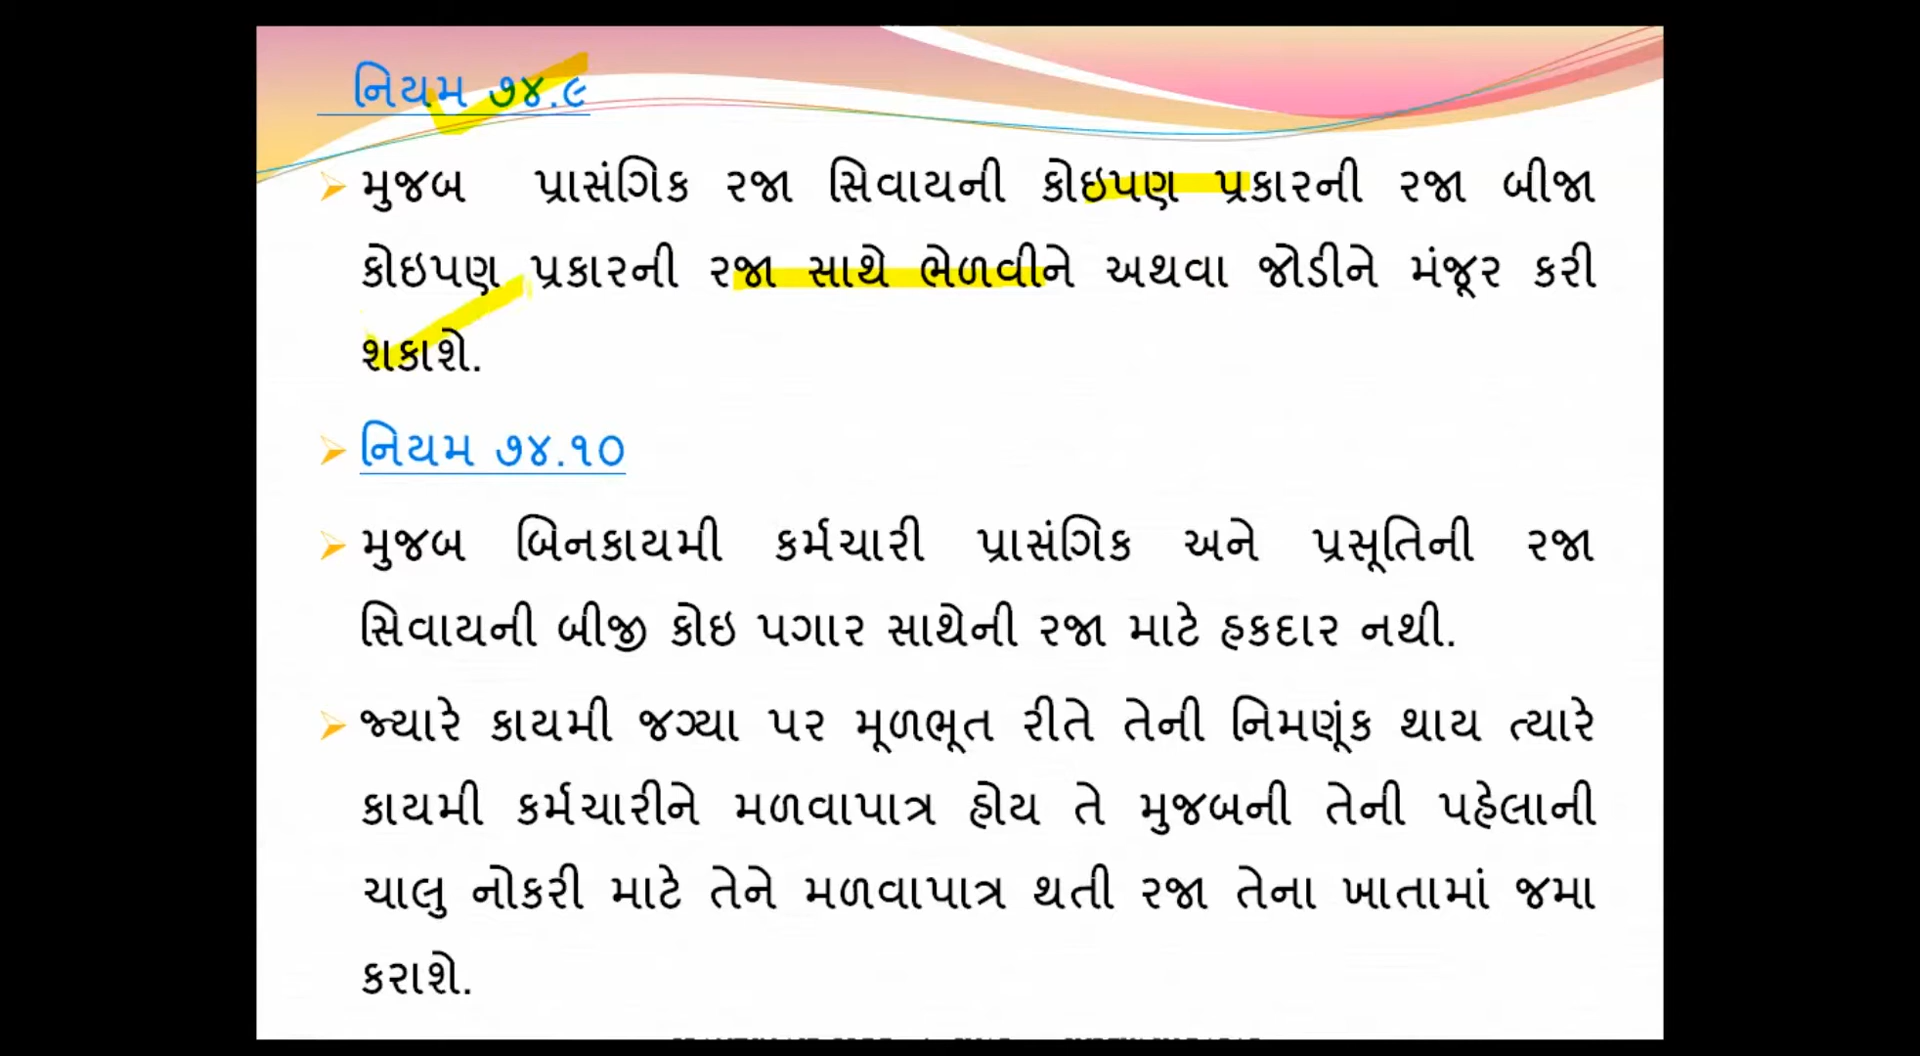 નિયમ ૭૪.૯
મુજબ પ્રાસંગિક રજા સિવાયની કોઇપણ પ્રકારની રજા બીજા
કોઇપણ પ્રકારની રજા સાથે ભેળવીને અથવા જોડીને મંજૂર કરી
શકાશે.
નિયમ ૭૪.૧૦
મુજબ બિનકાયમી કર્મચારી પ્રાસંગિક અને પ્રસૂતિની રજા
સિવાયની બીજી કોઇ પગાર સાથેની રજા માટે હકદાર નથી.
જ્યારે કાયમી જગ્યા પર મૂળભૂત રીતે તેની નિમણૂંક થાય ત્યારે
કાયમી કર્મચારીને મળવાપાત્ર હોય તે મુજબની તેની પહેલાની
ચાલુ નોકરી માટે તેને મળવાપાત્ર થતી રજા તેના ખાતામાં જમા
કરાશે.